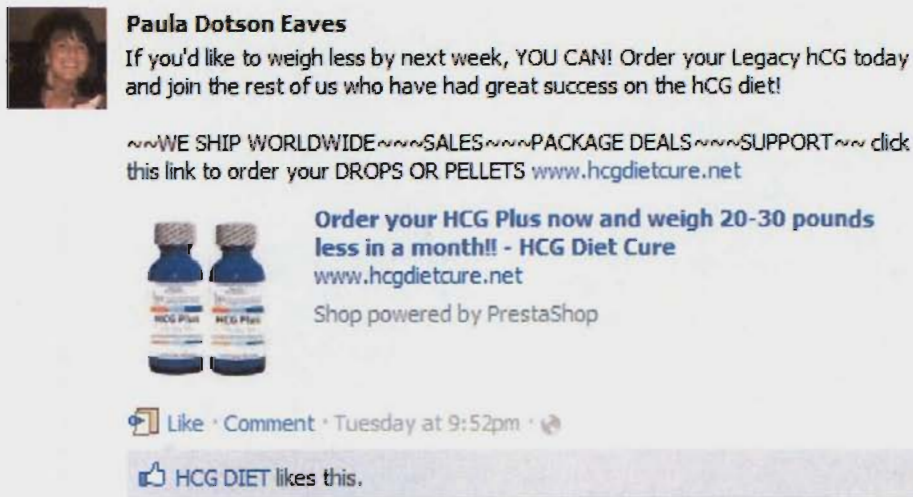 Paula Dotson Eaves
If you'd like to weigh less by next week, YOU CAN! Order your Legacy hCG today
and join the rest of us who have had great success on the hCG diet!
~~WE SHIP WORLDWIDE~~~SALES~~~PACKAGE DEALS~~~SUPPORT~~ click
this link to order your DROPS OR PELLETS www.hcgdietcure.net
Order your HCG Plus now and weigh 20-30 pounds
less in a month!! - HCG Diet Cure
www.hcgdietcure.net
Shop powered by PrestaShop
HCG Plus HCG Plus
Like · Comment · Tuesday at 9:52pm ·
HCG DIET likes this.